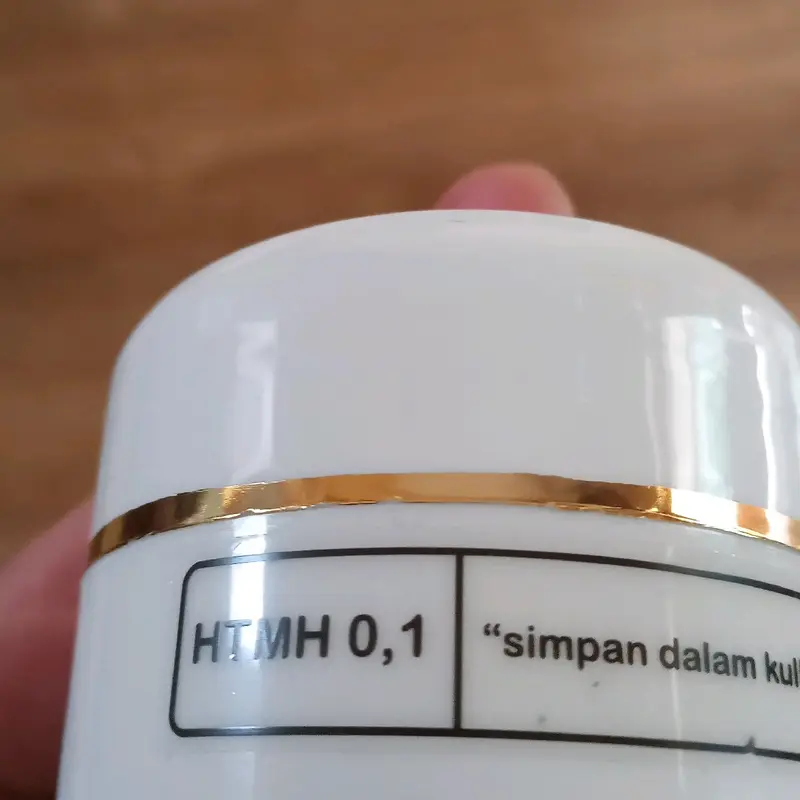 HTMH 0,1
“simpan dalam